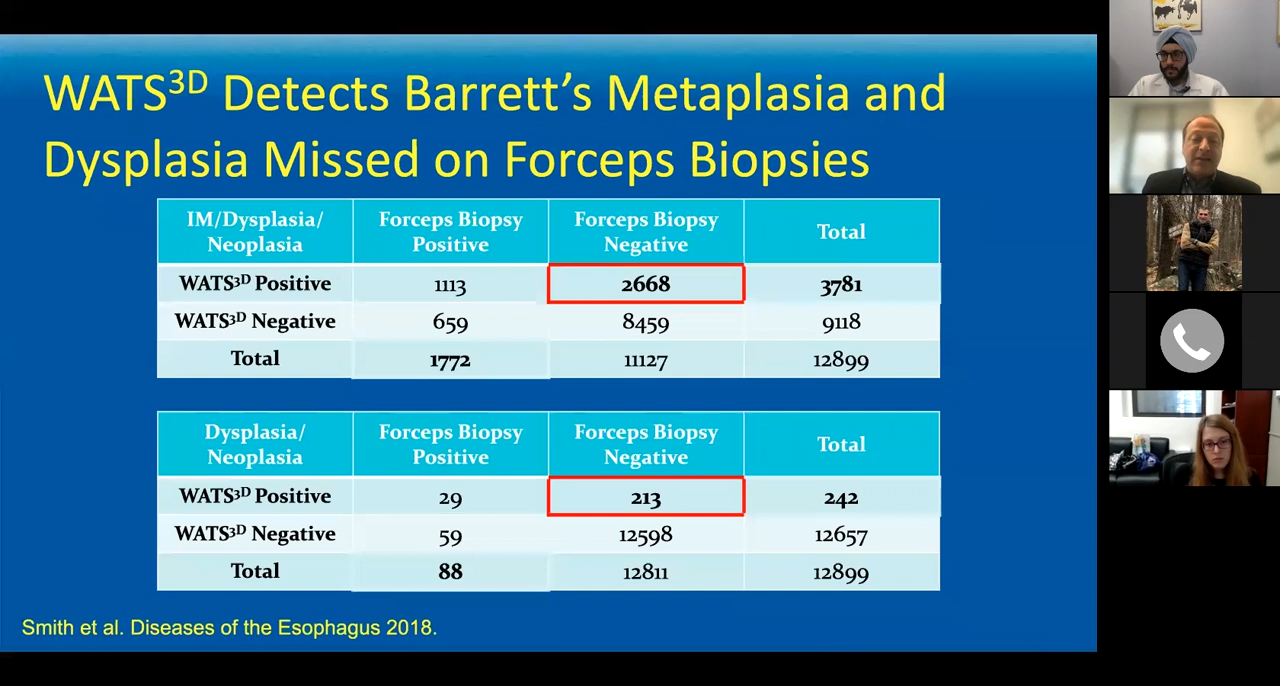 WATS3D Detects Barrett's Metaplasia and
Dysplasia Missed on Forceps Biopsies
IM/Dysplasia/ Neoplasia Forceps Biopsy Positive Forceps Biopsy Negative Total
WATS3D Positive 1113 2668 3781
WATS3D Negative 659 8459 9118
Total 1772 11127 12899
Dysplasia/ Neoplasia Forceps Biopsy Positive Forceps Biopsy Negative Total
WATS3D Positive 29 213 242
WATS3D Negative 59 12598 12657
Total 88 12811 12899
Smith et al. Diseases of the Esophagus 2018.